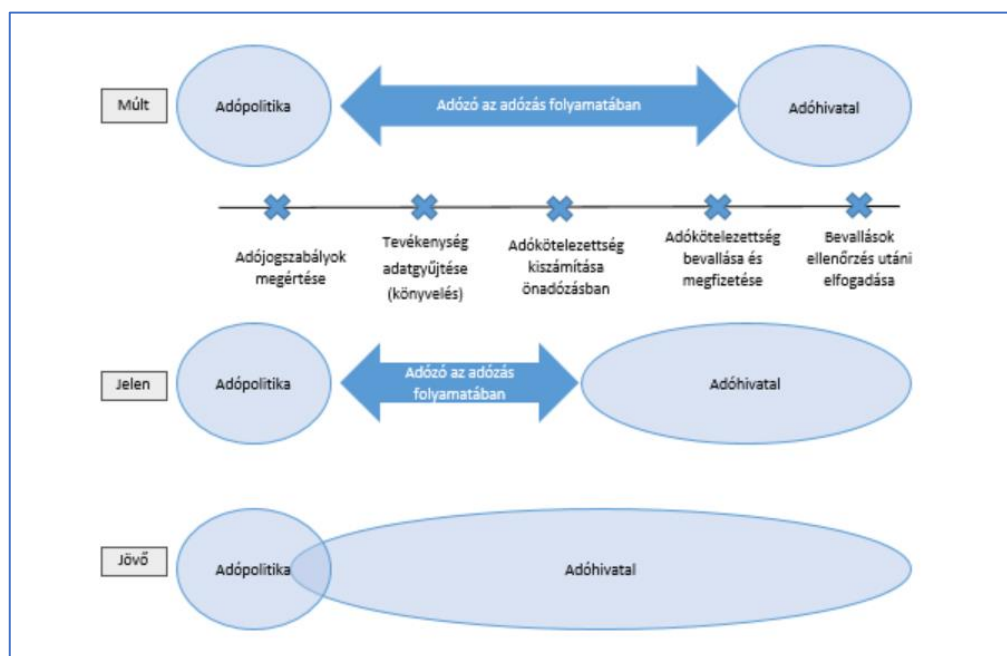 Múlt
Adópolitika
Adózó az adózás folyamatában
Adóhivatal
Adójogszabályok
megértése
Tevékenység
adatgyűjtése
(könyvelés)
Adókötelezettség
kiszámítása
önadózásban
Adókötelezettség
bevallása és
megfizetése
Bevallások
ellenőrzés utáni
elfogadása
Jelen
Adópolitika
Adózó az adózás
folyamatában
Adóhivatal
Jövő
Adópolitika
Adóhivatal